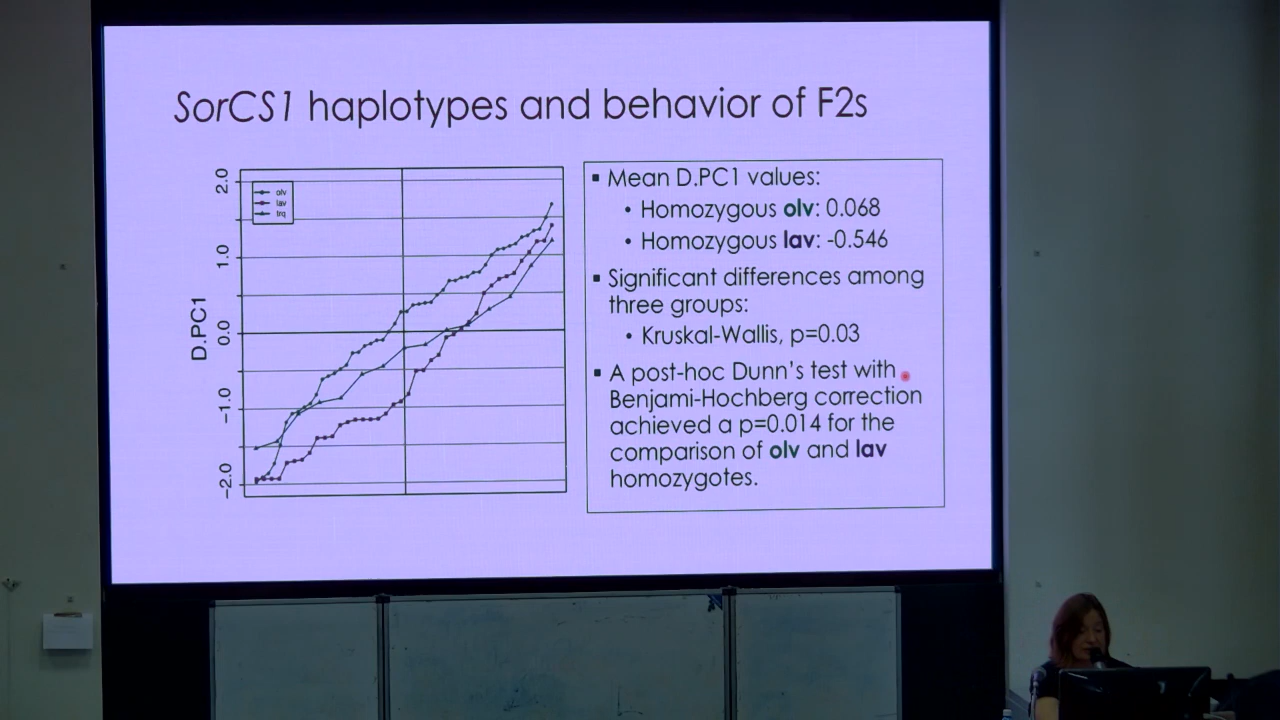 SorCS1 haplotypes and behavior of F2s
D.PC1
2.0
1.0
0.0
−1.0
−2.0
olv
lav
trq
▪ Mean D.PC1 values:
• Homozygous olv: 0.068
• Homozygous lav: -0.546
▪ Significant differences among
three groups:
• Kruskal-Wallis, p=0.03
▪ A post-hoc Dunn's test with
Benjami-Hochberg correction
achieved a p=0.014 for the
comparison of olv and lav
homozygotes.